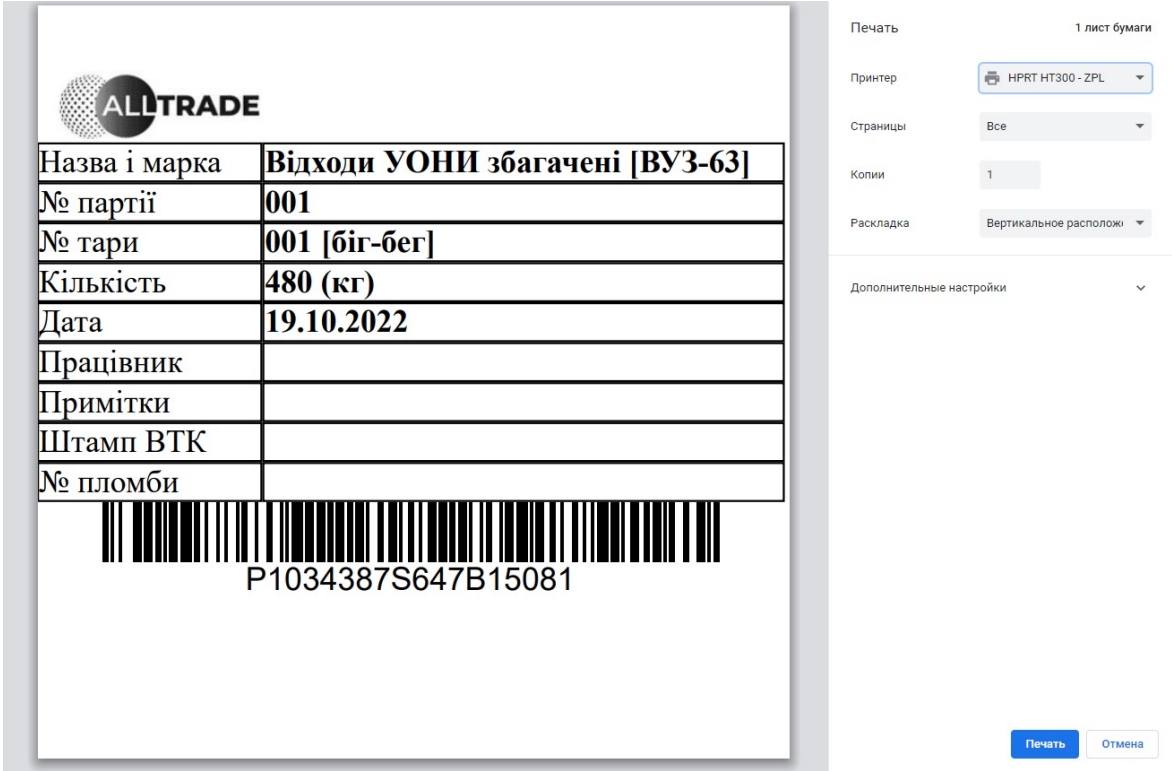 ALLTRADE
Назва і марка Відходи УОНИ збагачені [ВУЗ-63]
№ партії 001
№ тари 001 [біг-бег]
Кількість 480 (кг)
Дата 19.10.2022
Працівник
Примітки
Штамп ВТК
№ пломби
P1034387S647B15081
Печать 1 лист бумаги
Принтер HPRT HT300 - ZPL
Страницы Все
Копии 1
Раскладка Вертикальное располож
Дополнительные настройки
Печать Отмена